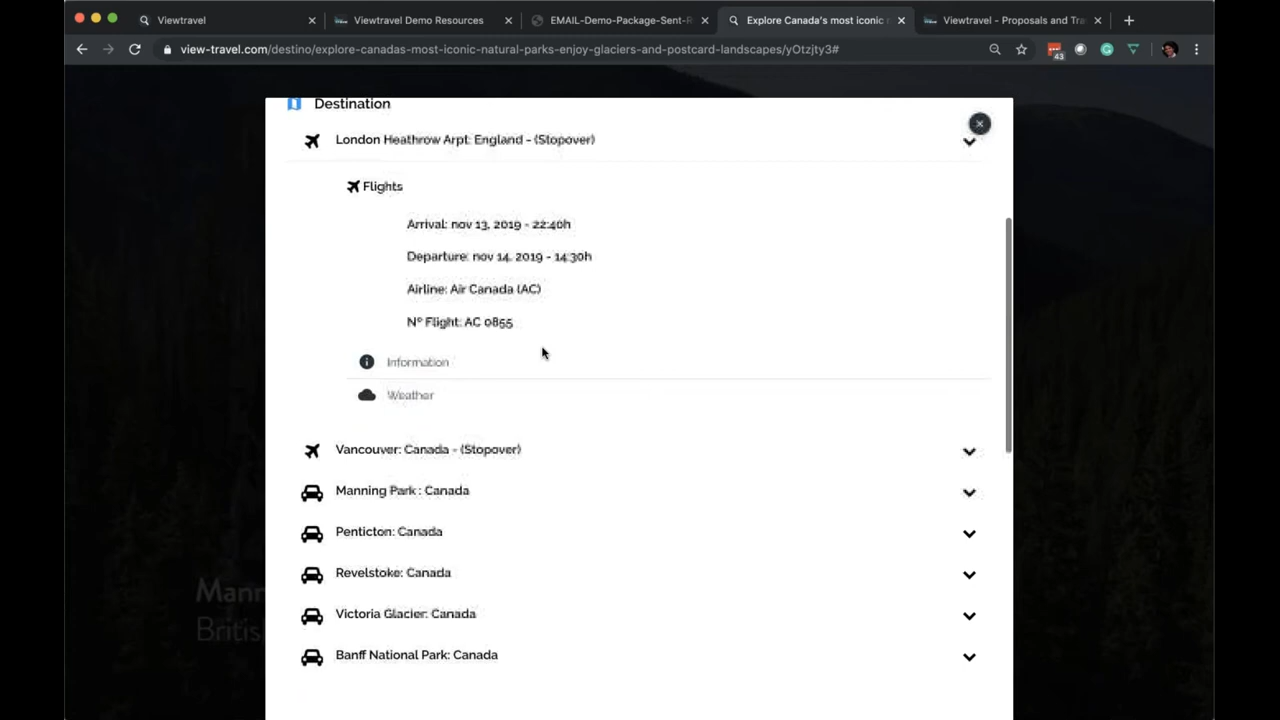 Viewtravel
Viewtravel Demo Resources
EMAIL-Demo-Package-Sent-R
Explore Canada's most iconic
Viewtravel - Proposals and Tra
view-travel.com/destino/explore-canadas-most-iconic-natural-parks-enjoy-glaciers-and-postcard-landscapes/yOtzjty3#
43
Destination
London Heathrow Arpt: England - (Stopover)
Flights
Arrival: nov 13, 2019 - 22:40h
Departure: nov 14, 2019 - 14:30h
Airline: Air Canada (AC)
Nº Flight: AC 0855
Information
Weather
Vancouver: Canada - (Stopover)
Manning Park : Canada
Penticton: Canada
Revelstoke: Canada
Victoria Glacier: Canada
Banff National Park: Canada
Mann
Britis